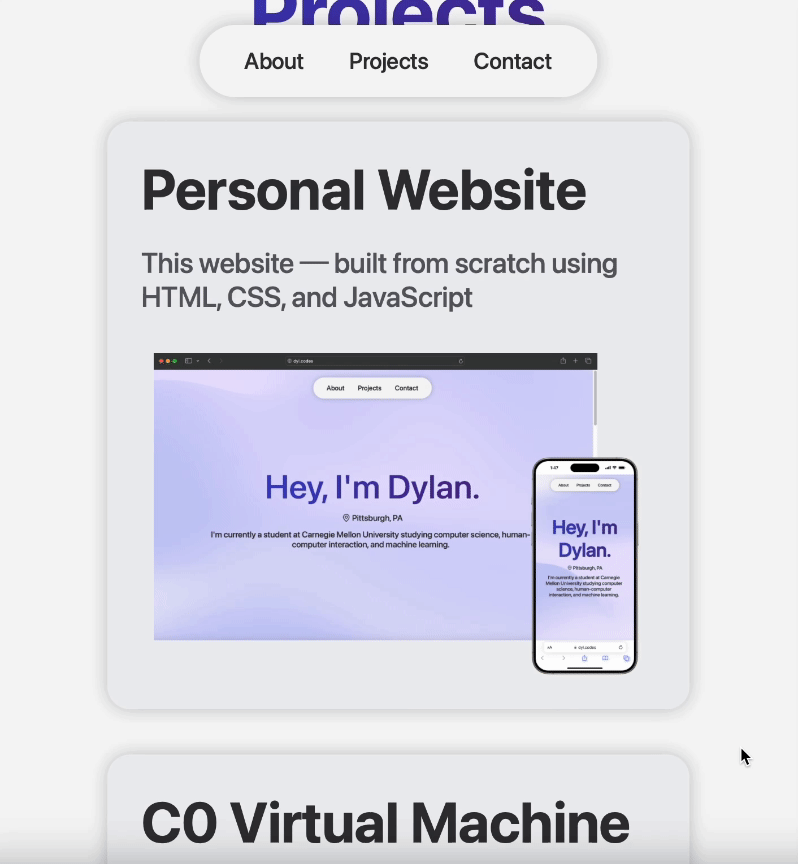 Projects
About Projects Contact
Personal Website
This website — built from scratch using
HTML, CSS, and JavaScript
dyl.codes
About Projects Contact
Hey, I'm Dylan.
Pittsburgh, PA
I'm currently a student at Carnegie Mellon University studying computer science, human-
computer interaction, and machine learning.
About Projects Contact
Hey, I'm
Dylan.
Pittsburgh, PA
I'm currently a student at Carnegie
Mellon University studying computer
science, human-computer
interaction, and machine learning.
dyl.codes
C0 Virtual Machine